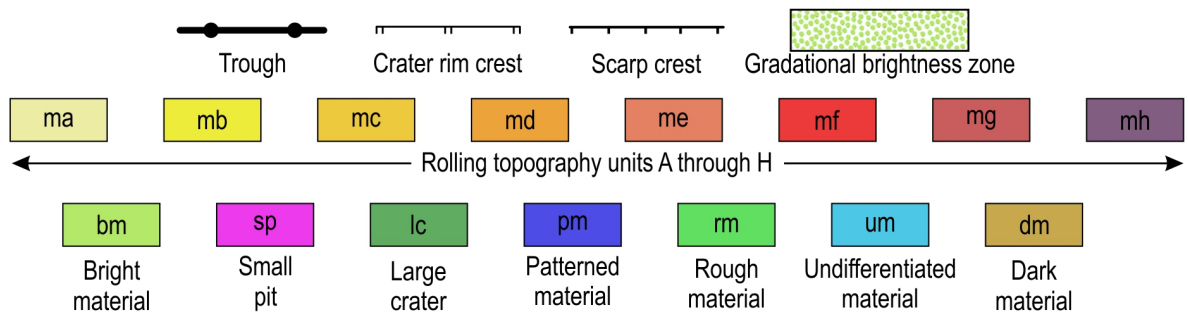 Trough Crater rim crest Scarp crest Gradational brightness zone
ma mb mc md me mf mg mh
Rolling topography units A through H
bm sp lc pm rm um dm
Bright Small Large Patterned Rough Undifferentiated Dark
material pit crater material material material material